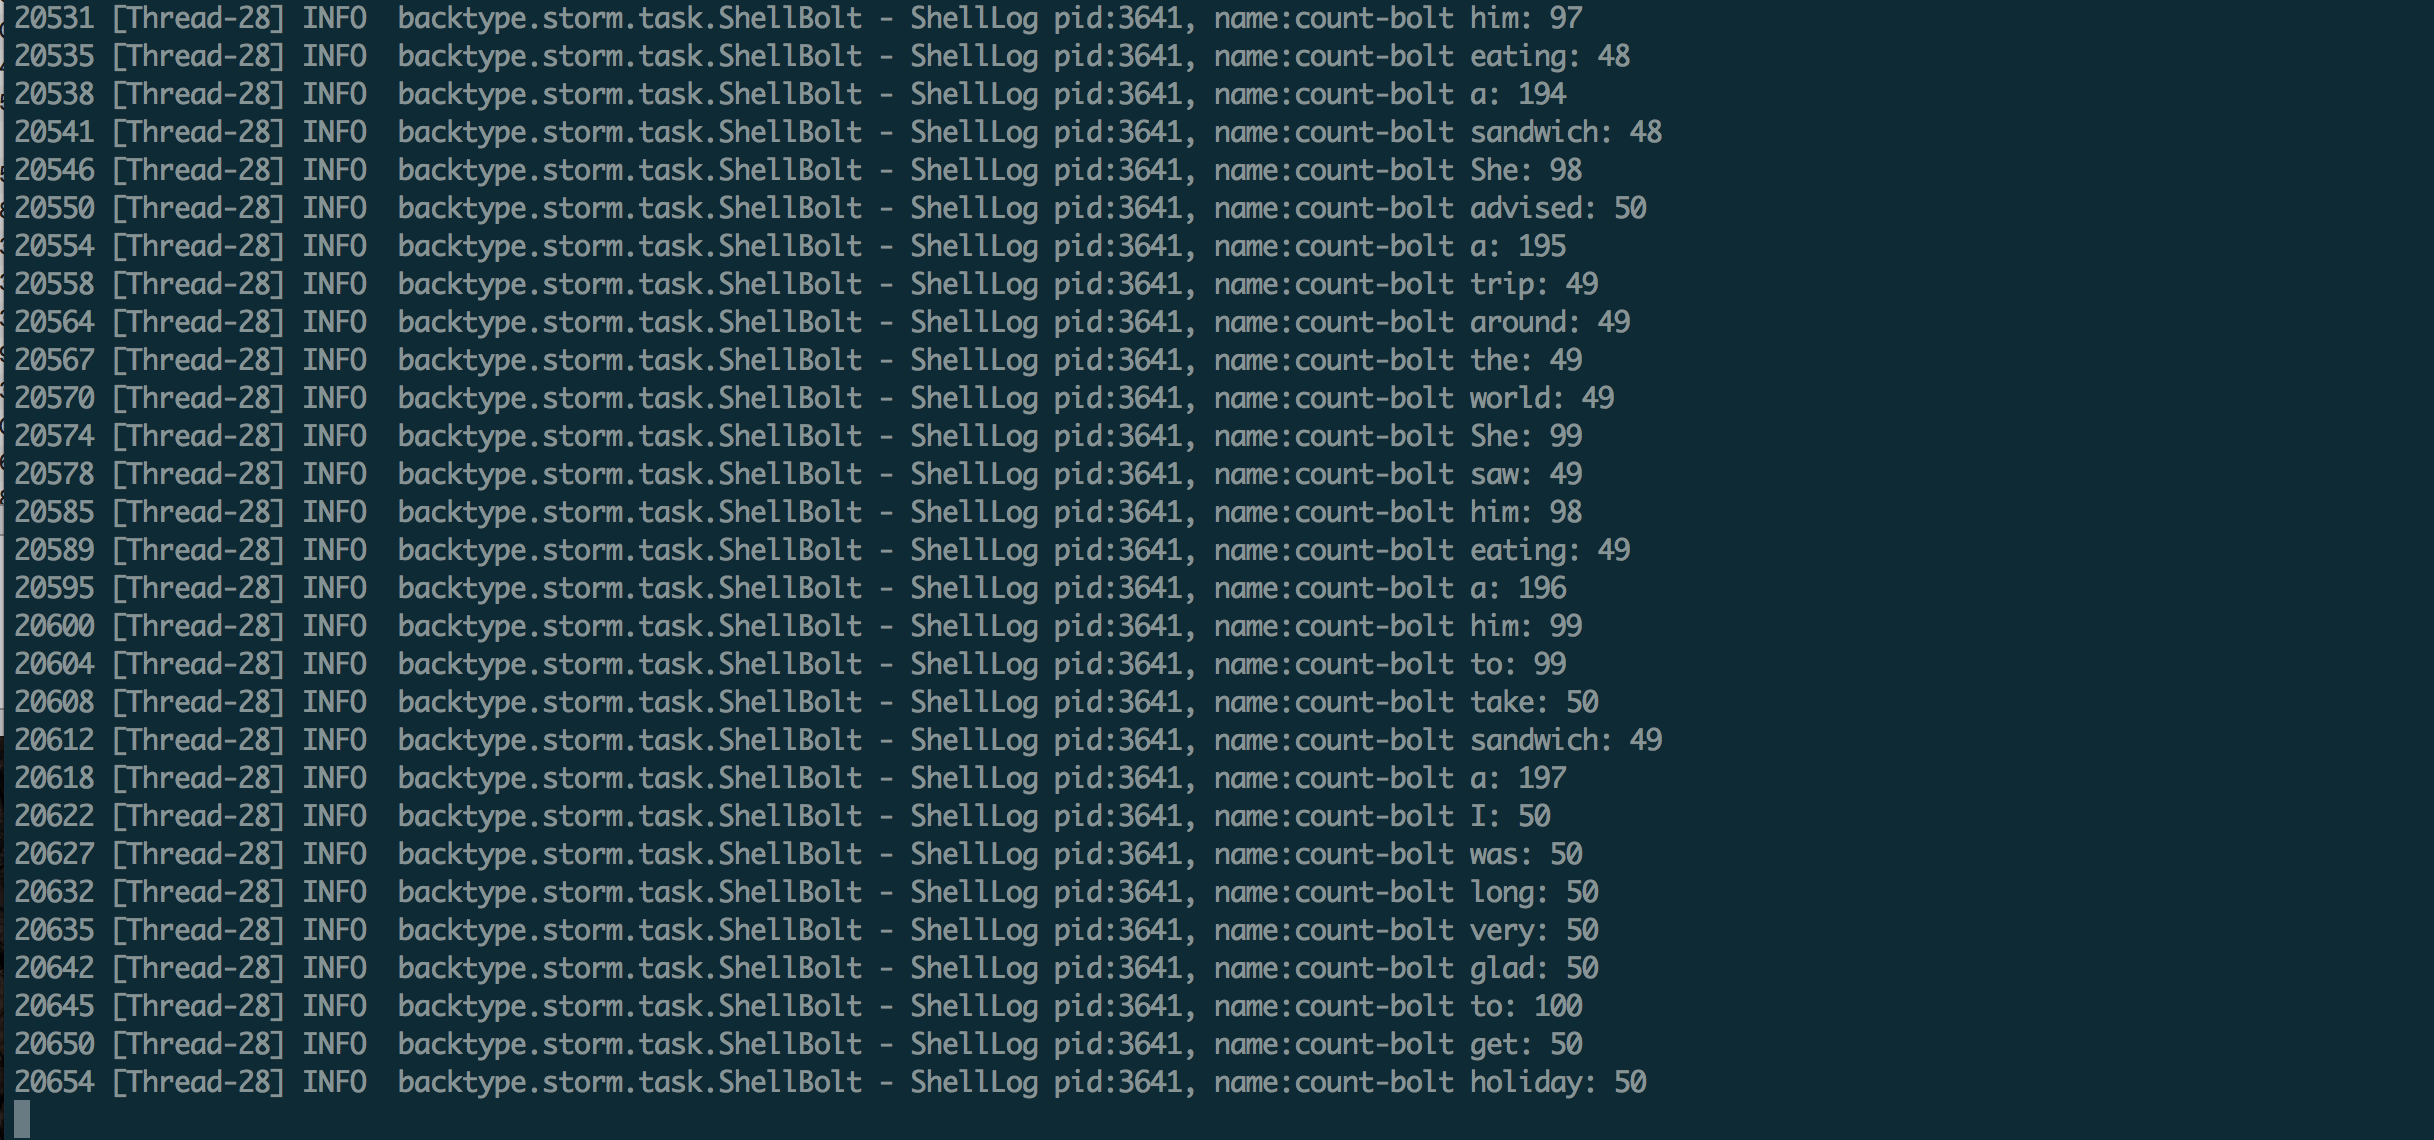 20531 [Thread-28] INFO  backtype.storm.task.ShellBolt - ShellLog pid:3641, name:count-bolt him: 97
20535 [Thread-28] INFO  backtype.storm.task.ShellBolt - ShellLog pid:3641, name:count-bolt eating: 48
20538 [Thread-28] INFO  backtype.storm.task.ShellBolt - ShellLog pid:3641, name:count-bolt a: 194
20541 [Thread-28] INFO  backtype.storm.task.ShellBolt - ShellLog pid:3641, name:count-bolt sandwich: 48
20546 [Thread-28] INFO  backtype.storm.task.ShellBolt - ShellLog pid:3641, name:count-bolt She: 98
20550 [Thread-28] INFO  backtype.storm.task.ShellBolt - ShellLog pid:3641, name:count-bolt advised: 50
20554 [Thread-28] INFO  backtype.storm.task.ShellBolt - ShellLog pid:3641, name:count-bolt a: 195
20558 [Thread-28] INFO  backtype.storm.task.ShellBolt - ShellLog pid:3641, name:count-bolt trip: 49
20564 [Thread-28] INFO  backtype.storm.task.ShellBolt - ShellLog pid:3641, name:count-bolt around: 49
20567 [Thread-28] INFO  backtype.storm.task.ShellBolt - ShellLog pid:3641, name:count-bolt the: 49
20570 [Thread-28] INFO  backtype.storm.task.ShellBolt - ShellLog pid:3641, name:count-bolt world: 49
20574 [Thread-28] INFO  backtype.storm.task.ShellBolt - ShellLog pid:3641, name:count-bolt She: 99
20578 [Thread-28] INFO  backtype.storm.task.ShellBolt - ShellLog pid:3641, name:count-bolt saw: 49
20585 [Thread-28] INFO  backtype.storm.task.ShellBolt - ShellLog pid:3641, name:count-bolt him: 98
20589 [Thread-28] INFO  backtype.storm.task.ShellBolt - ShellLog pid:3641, name:count-bolt eating: 49
20595 [Thread-28] INFO  backtype.storm.task.ShellBolt - ShellLog pid:3641, name:count-bolt a: 196
20600 [Thread-28] INFO  backtype.storm.task.ShellBolt - ShellLog pid:3641, name:count-bolt him: 99
20604 [Thread-28] INFO  backtype.storm.task.ShellBolt - ShellLog pid:3641, name:count-bolt to: 99
20608 [Thread-28] INFO  backtype.storm.task.ShellBolt - ShellLog pid:3641, name:count-bolt take: 50
20612 [Thread-28] INFO  backtype.storm.task.ShellBolt - ShellLog pid:3641, name:count-bolt sandwich: 49
20618 [Thread-28] INFO  backtype.storm.task.ShellBolt - ShellLog pid:3641, name:count-bolt a: 197
20622 [Thread-28] INFO  backtype.storm.task.ShellBolt - ShellLog pid:3641, name:count-bolt I: 50
20627 [Thread-28] INFO  backtype.storm.task.ShellBolt - ShellLog pid:3641, name:count-bolt was: 50
20632 [Thread-28] INFO  backtype.storm.task.ShellBolt - ShellLog pid:3641, name:count-bolt long: 50
20635 [Thread-28] INFO  backtype.storm.task.ShellBolt - ShellLog pid:3641, name:count-bolt very: 50
20642 [Thread-28] INFO  backtype.storm.task.ShellBolt - ShellLog pid:3641, name:count-bolt glad: 50
20645 [Thread-28] INFO  backtype.storm.task.ShellBolt - ShellLog pid:3641, name:count-bolt to: 100
20650 [Thread-28] INFO  backtype.storm.task.ShellBolt - ShellLog pid:3641, name:count-bolt get: 50
20654 [Thread-28] INFO  backtype.storm.task.ShellBolt - ShellLog pid:3641, name:count-bolt holiday: 50